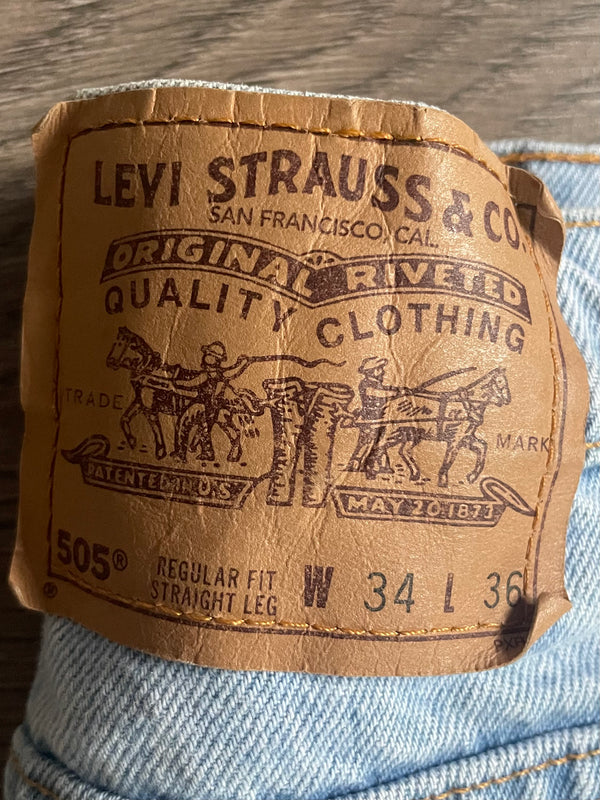 LEVI STRAUSS & CO.
SAN FRANCISCO, CAL.
ORIGINAL RIVETED
QUALITY CLOTHING
TRADE MARK
PATENTED IN U.S.
MAY 20.1873
505®
REGULAR FIT
STRAIGHT LEG
W 34 L 36
®